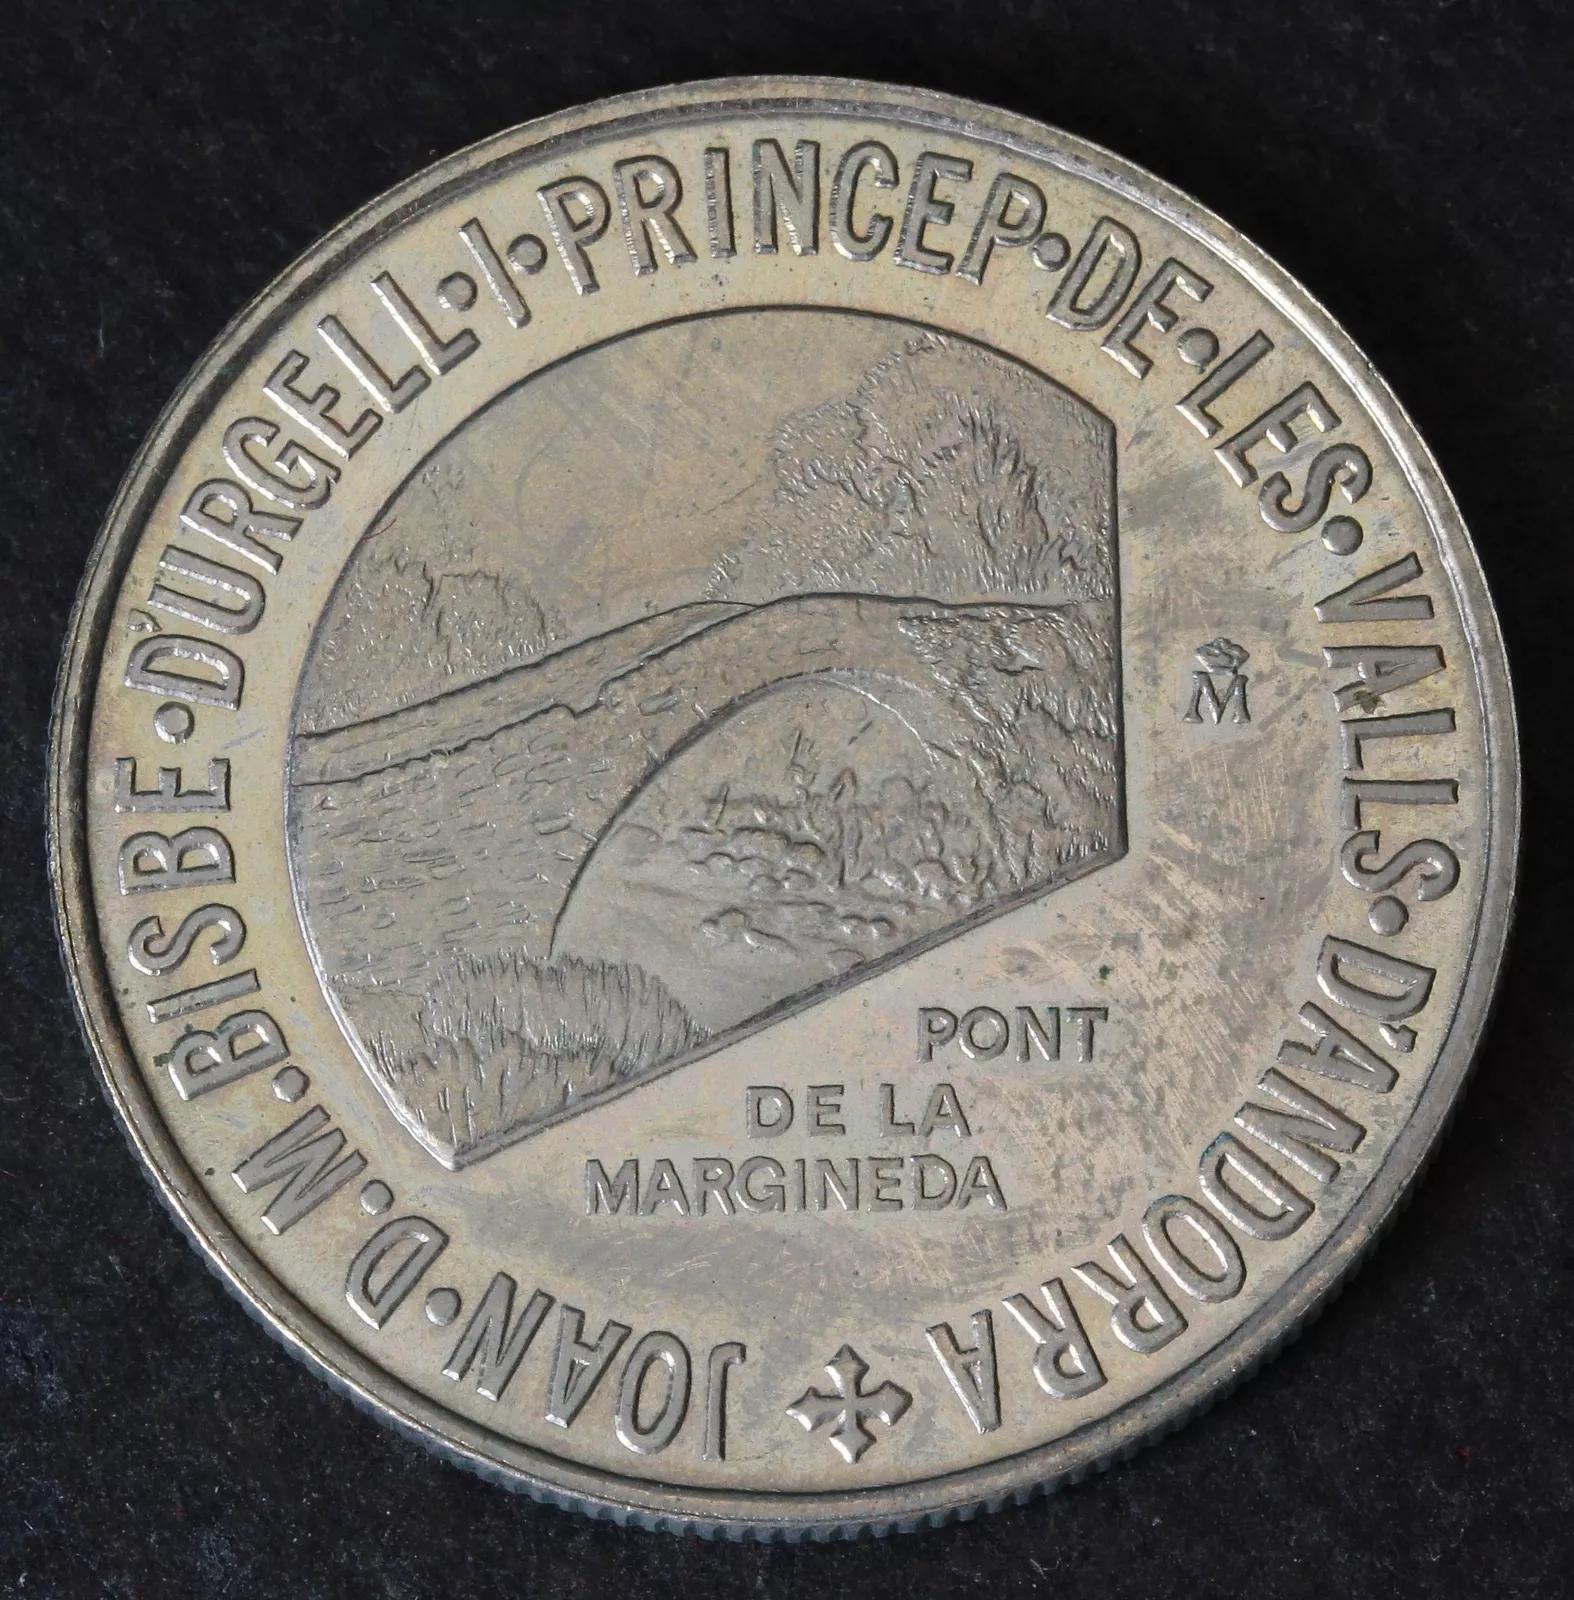 JOAN·D.M.BISBE·D'URGELL·I·PRINCEP·DE·LES·VALLS·D'ANDORRA
M
PONT
DE LA
MARGINEDA